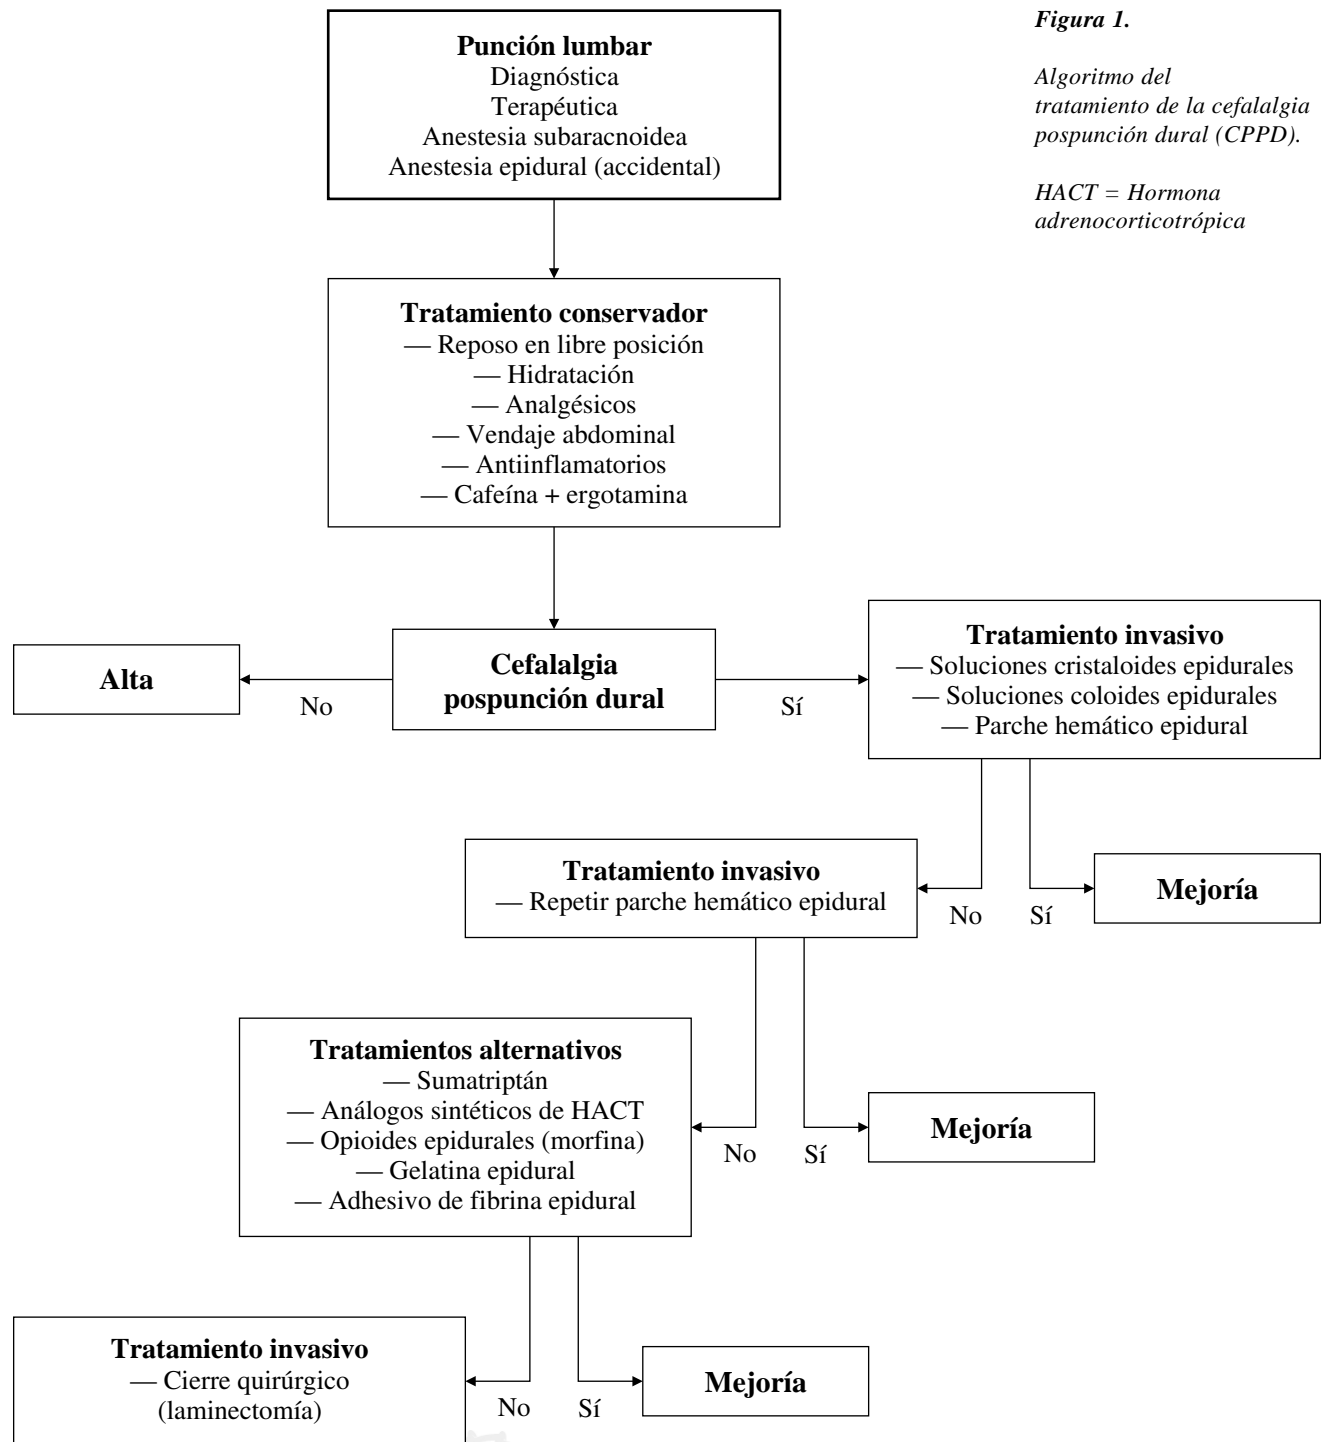 Figura 1.
Algoritmo del
tratamiento de la cefalalgia
pospunción dural (CPPD).
HACT = Hormona
adrenocorticotrópica
Punción lumbar
Diagnóstica
Terapéutica
Anestesia subaracnoidea
Anestesia epidural (accidental)
Tratamiento conservador
— Reposo en libre posición
— Hidratación
— Analgésicos
— Vendaje abdominal
— Antiinflamatorios
— Cafeína + ergotamina
Cefalalgia
pospunción dural
No
Alta
Sí
Tratamiento invasivo
— Soluciones cristaloides epidurales
— Soluciones coloides epidurales
— Parche hemático epidural
No
Sí
Mejoría
Tratamiento invasivo
— Repetir parche hemático epidural
No
Sí
Mejoría
Tratamientos alternativos
— Sumatriptán
— Análogos sintéticos de HACT
— Opioides epidurales (morfina)
— Gelatina epidural
— Adhesivo de fibrina epidural
No
Sí
Mejoría
Tratamiento invasivo
— Cierre quirúrgico
(laminectomía)